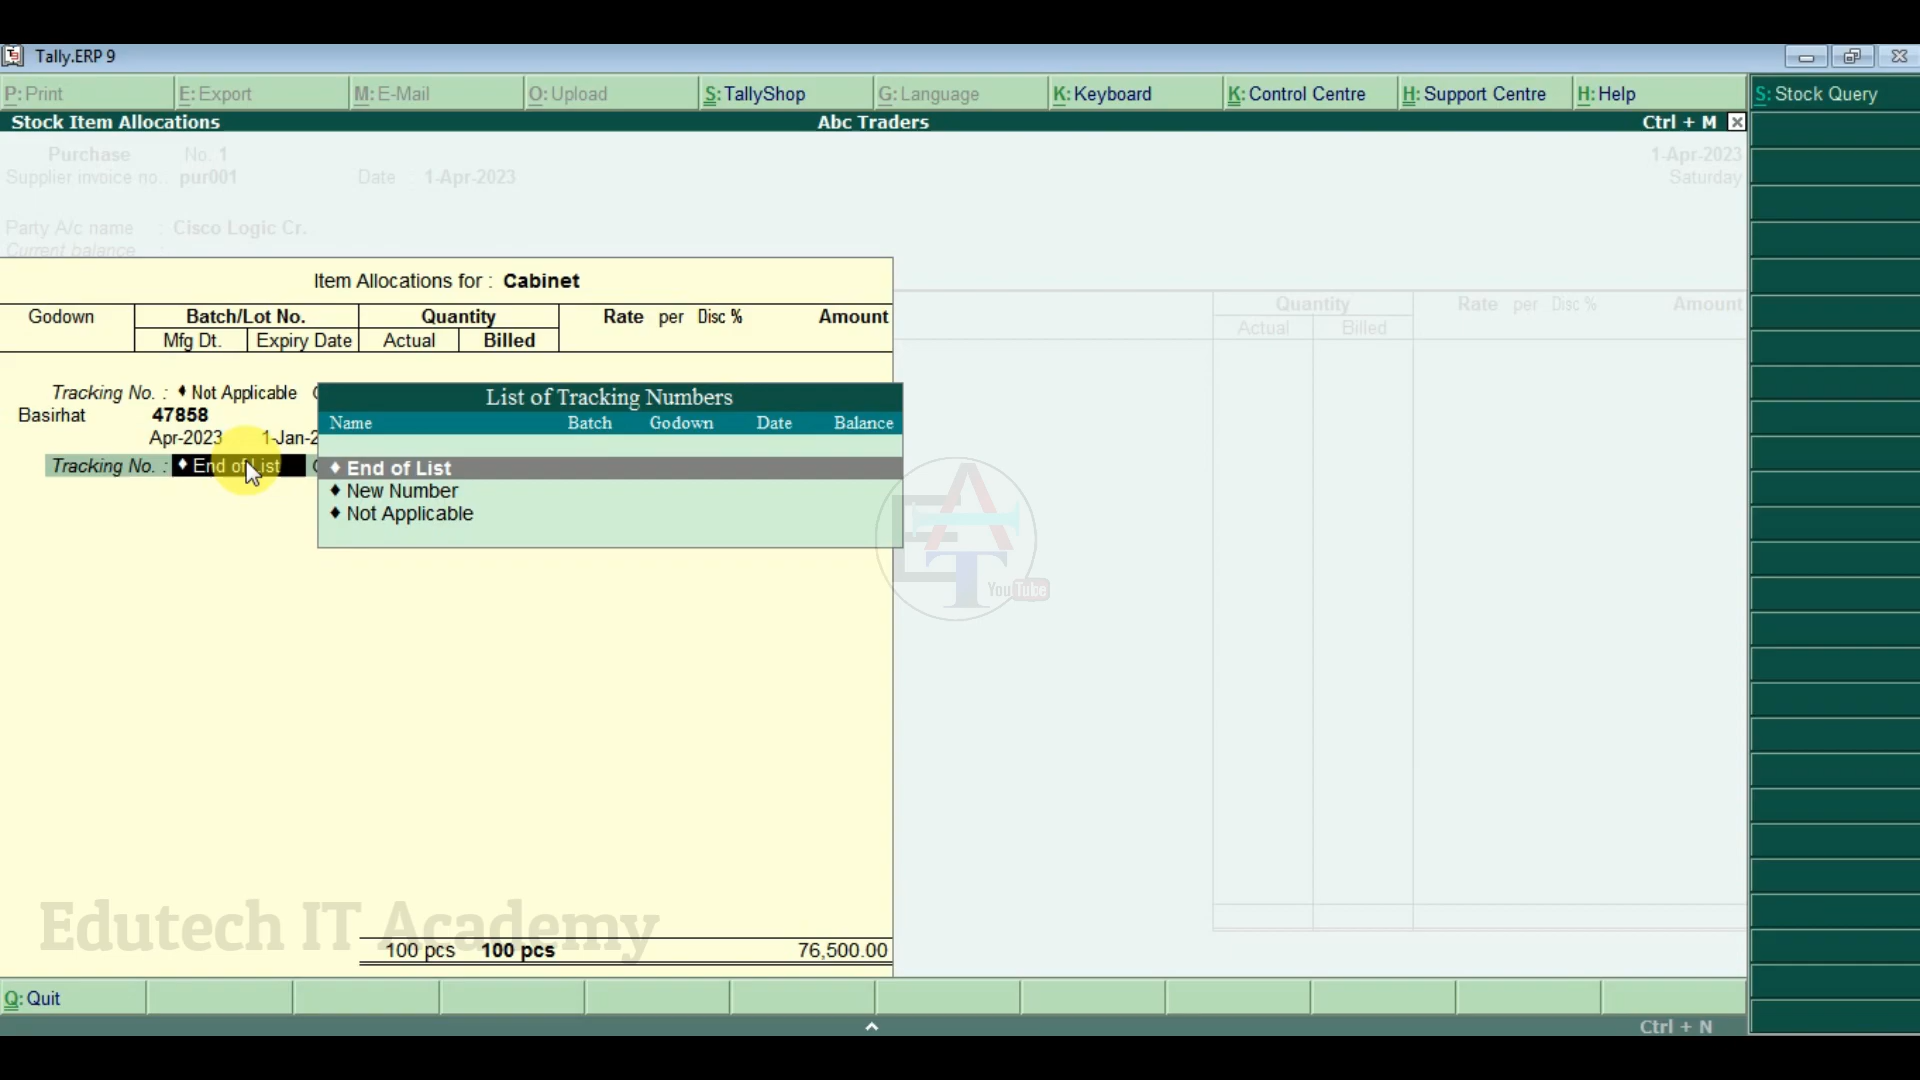 Tally.ERP 9
P: Print E: Export M: E-Mail O: Upload S: TallyShop G: Language K: Keyboard K: Control Centre H: Support Centre H: Help S: Stock Query
Stock Item Allocations Abc Traders Ctrl + M
Purchase No. 1 1-Apr-2023
Supplier invoice no.: pur001 Date : 1-Apr-2023 Saturday
Party A/c name : Cisco Logic Cr.
Current balance :
Item Allocations for : Cabinet
Quantity Rate per Disc % Amount
Actual Billed
Godown Batch/Lot No. Quantity Rate per Disc % Amount
Mfg Dt. Expiry Date Actual Billed
Tracking No. : ♦ Not Applicable
Basirhat 47858
Apr-2023 1-Jan-2
Tracking No. : ♦ End of List
List of Tracking Numbers
Name Batch Godown Date Balance
♦ End of List
♦ New Number
♦ Not Applicable
EAT
YouTube
Edutech IT Academy
100 pcs 100 pcs 76,500.00
Q: Quit
Ctrl + N